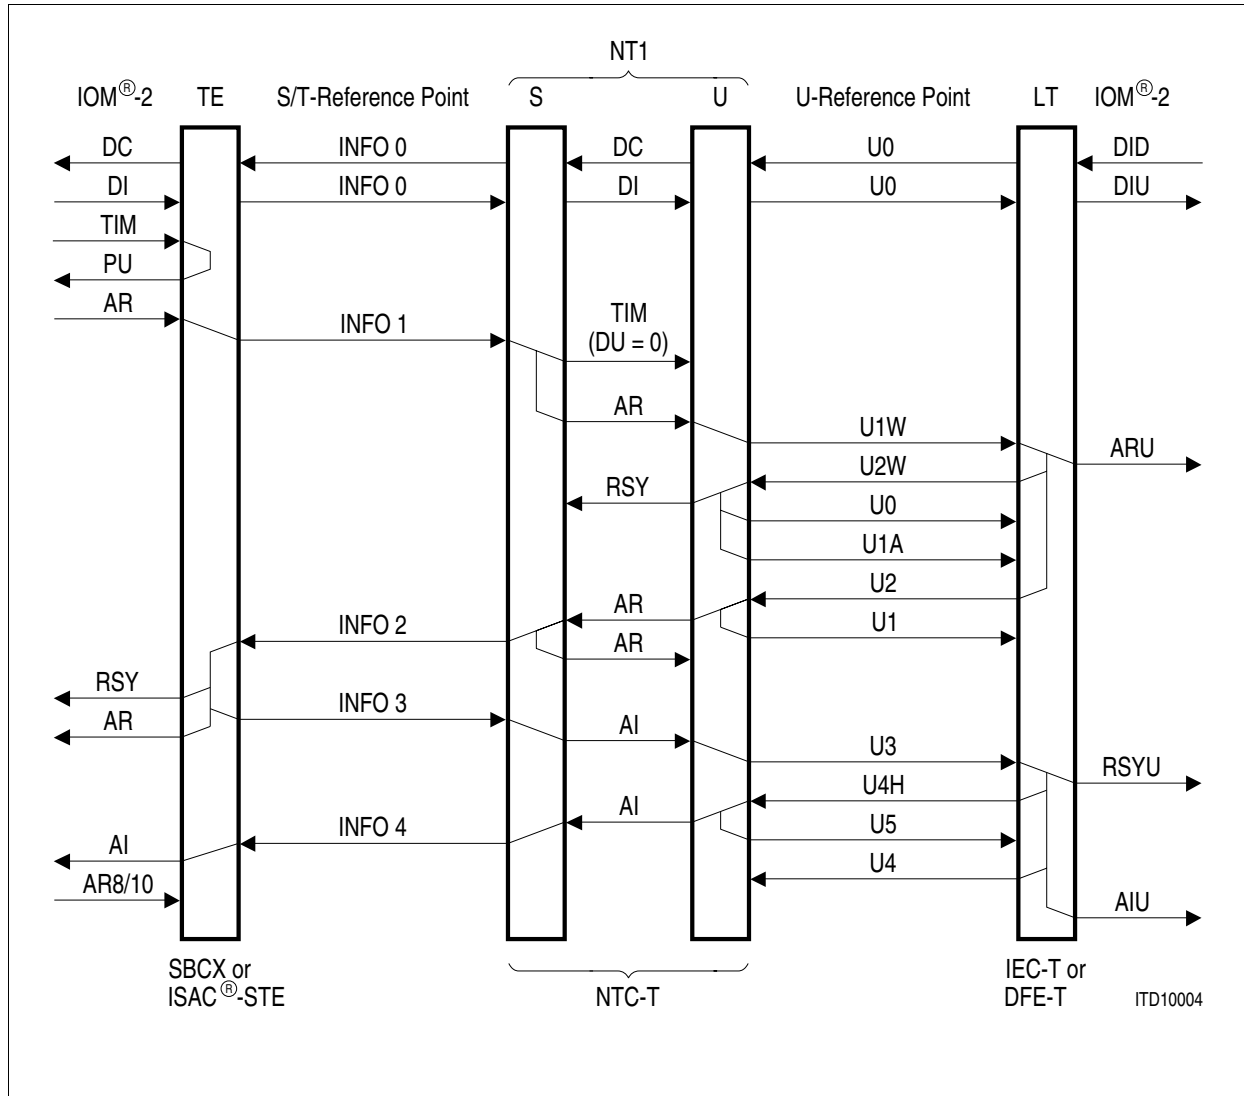 NT1
IOM®-2 TE S/T-Reference Point S U U-Reference Point LT IOM®-2
DC INFO 0 DC U0 DID
DI INFO 0 DI U0 DIU
TIM
PU
AR
INFO 1
TIM
(DU = 0)
AR
U1W
ARU
U2W
RSY
U0
U1A
U2
AR
U1
INFO 2
AR
RSY
INFO 3
AR
AI
U3
RSYU
U4H
AI
U5
INFO 4
AI
U4
AR8/10
AIU
SBCX or
ISAC®-STE
NTC-T
IEC-T or
DFE-T
ITD10004